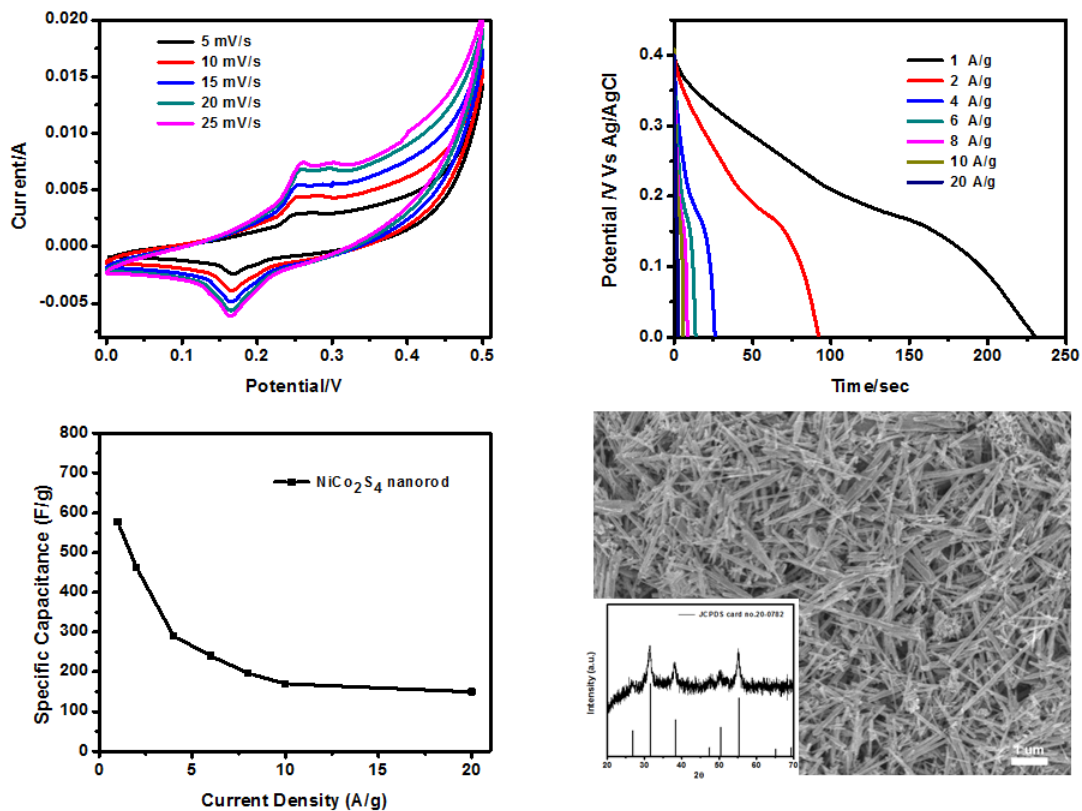 0.020
0.015
0.010
0.005
0.000
-0.005
Current/A
5 mV/s
10 mV/s
15 mV/s
20 mV/s
25 mV/s
0.0 0.1 0.2 0.3 0.4 0.5
Potential/V
0.4
0.3
0.2
0.1
0.0
Potential /V Vs Ag/AgCl
1 A/g
2 A/g
4 A/g
6 A/g
8 A/g
10 A/g
20 A/g
0 50 100 150 200 250
Time/sec
800
700
600
500
400
300
200
100
0
Specific Capacitance (F/g)
NiCo2S4 nanorod
0 5 10 15 20
Current Density (A/g)
JCPDS card no.20-0782
Intensity (a.u.)
20 30 40 50 60 70
2θ
1 um